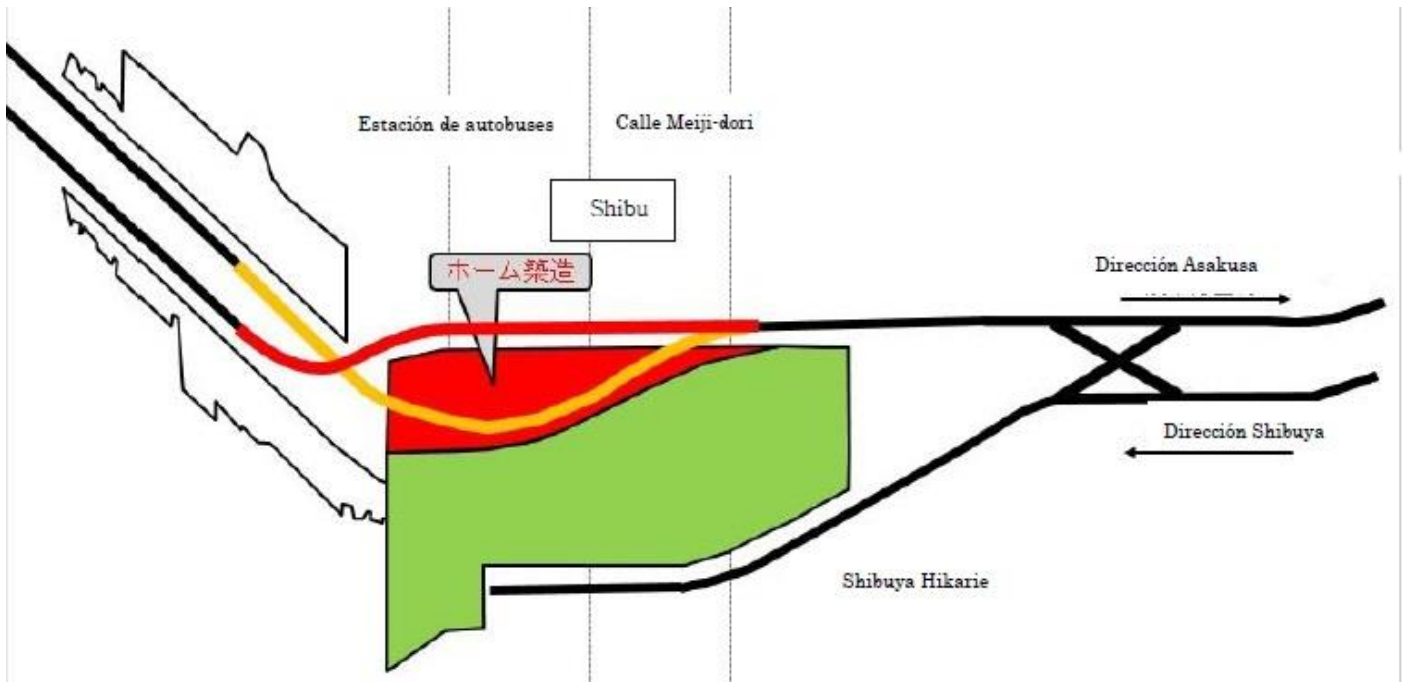 Estación de autobuses
Calle Meiji-dori
Shibu
ホーム築造
Dirección Asakusa
Dirección Shibuya
Shibuya Hikarie